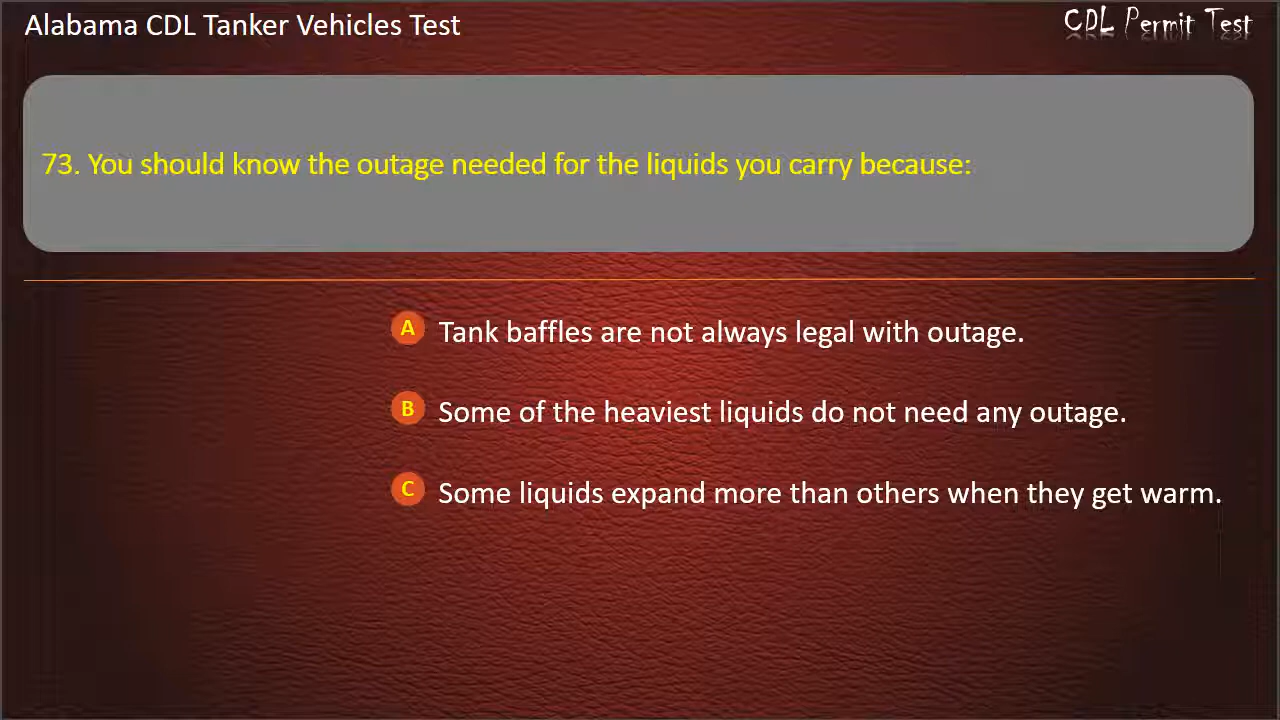 Alabama CDL Tanker Vehicles Test
CDL Permit Test
73. You should know the outage needed for the liquids you carry because:
A Tank baffles are not always legal with outage.
B Some of the heaviest liquids do not need any outage.
C Some liquids expand more than others when they get warm.